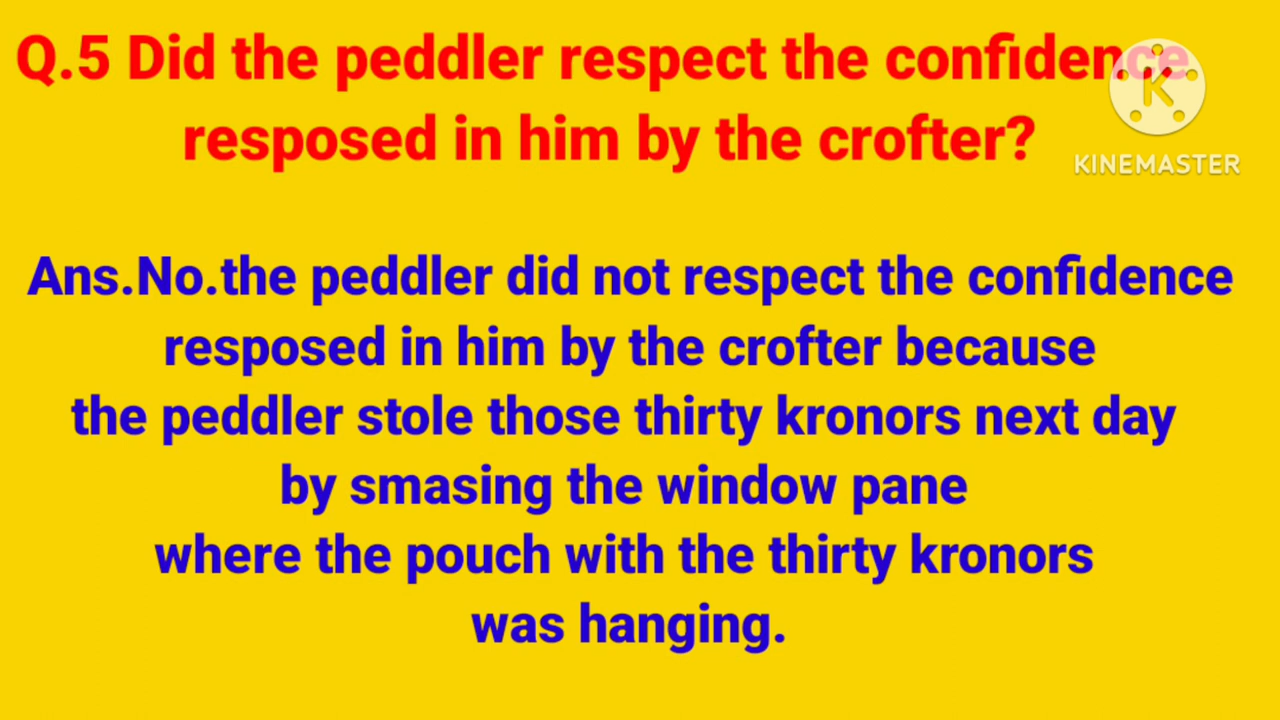 Q.5 Did the peddler respect the confidence
resposed in him by the crofter?
K
KINEMASTER
Ans.No.the peddler did not respect the confidence
resposed in him by the crofter because
the peddler stole those thirty kronors next day
by smasing the window pane
where the pouch with the thirty kronors
was hanging.